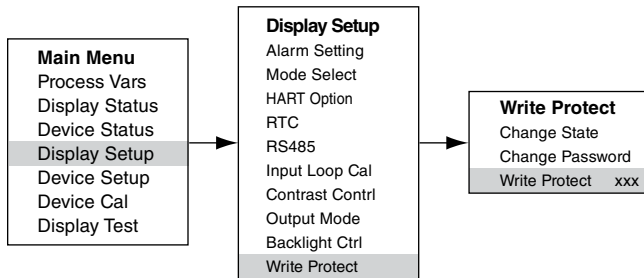 Main Menu
Process Vars
Display Status
Device Status
Display Setup
Device Setup
Device Cal
Display Test
Display Setup
Alarm Setting
Mode Select
HART Option
RTC
RS485
Input Loop Cal
Contrast Contrl
Output Mode
Backlight Ctrl
Write Protect
Write Protect
Change State
Change Password
Write Protect xxx